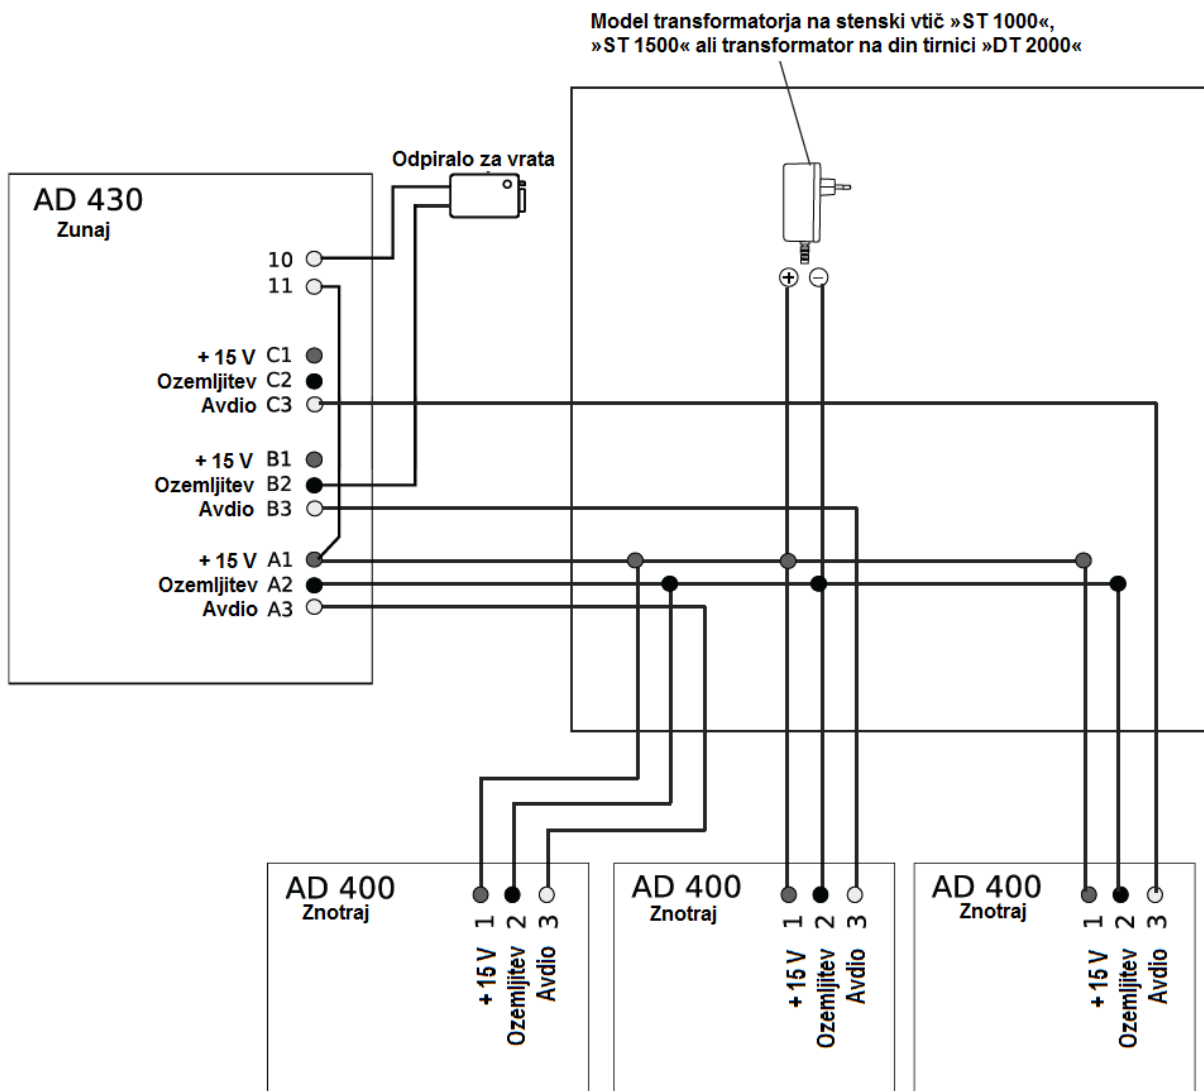 Model transformatorja na stenski vtič »ST 1000«,
»ST 1500« ali transformator na din tirnici »DT 2000«
Odpiralo za vrata
AD 430
Zunaj
10
11
+ 15 V C1
Ozemljitev C2
Avdio C3
+ 15 V B1
Ozemljitev B2
Avdio B3
+ 15 V A1
Ozemljitev A2
Avdio A3
+
−
AD 400
Znotraj
1
2
3
+ 15 V
Ozemljitev
Avdio
AD 400
Znotraj
1
2
3
+ 15 V
Ozemljitev
Avdio
AD 400
Znotraj
1
2
3
+ 15 V
Ozemljitev
Avdio